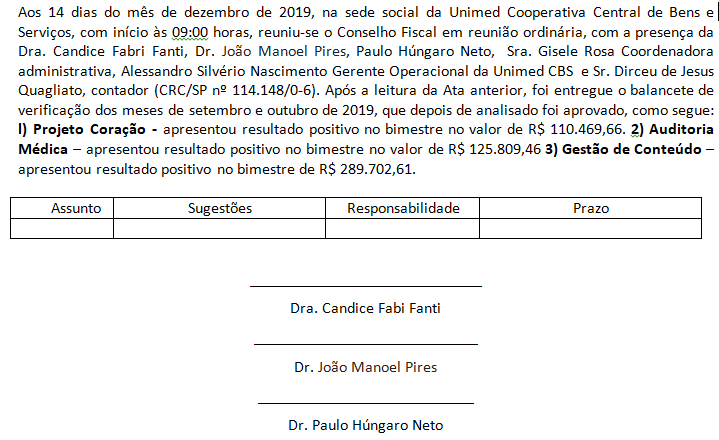 Aos 14 dias do mês de dezembro de 2019, na sede social da Unimed Cooperativa Central de Bens e
Serviços, com início às 09:00 horas, reuniu-se o Conselho Fiscal em reunião ordinária, com a presença da
Dra. Candice Fabri Fanti, Dr. João Manoel Pires, Paulo Húngaro Neto, Sra. Gisele Rosa Coordenadora
administrativa, Alessandro Silvério Nascimento Gerente Operacional da Unimed CBS e Sr. Dirceu de Jesus
Quagliato, contador (CRC/SP nº 114.148/0-6). Após a leitura da Ata anterior, foi entregue o balancete de
verificação dos meses de setembro e outubro de 2019, que depois de analisado foi aprovado, como segue:
l) Projeto Coração - apresentou resultado positivo no bimestre no valor de R$ 110.469,66. 2) Auditoria
Médica – apresentou resultado positivo no bimestre no valor de R$ 125.809,46 3) Gestão de Conteúdo –
apresentou resultado positivo no bimestre de R$ 289.702,61.
Assunto Sugestões Responsabilidade Prazo
Dra. Candice Fabi Fanti
Dr. João Manoel Pires
Dr. Paulo Húngaro Neto